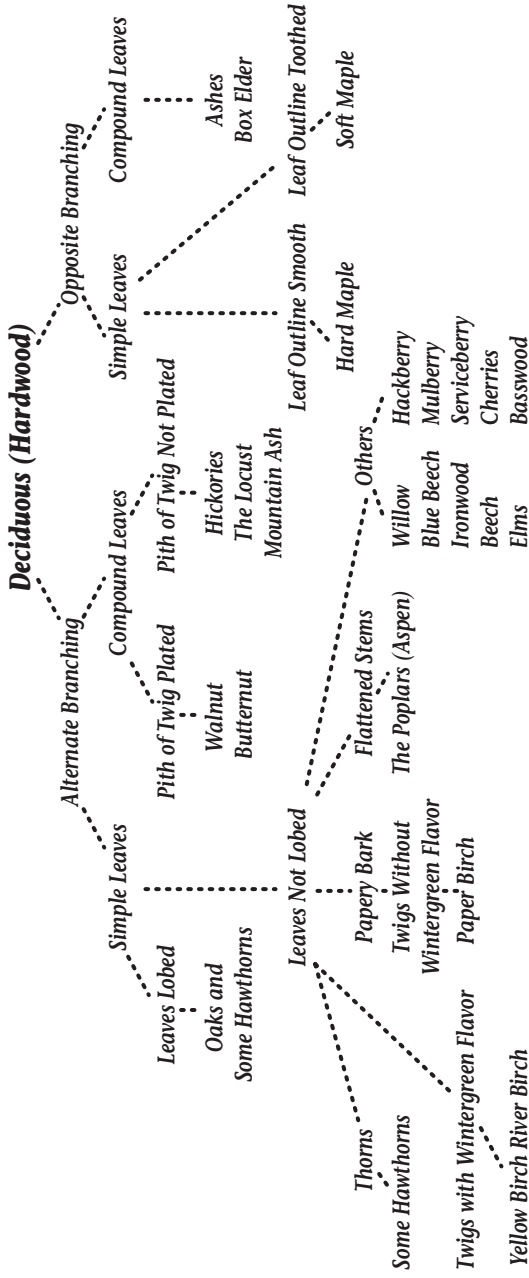 Deciduous (Hardwood)
Alternate Branching
Opposite Branching
Simple Leaves
Compound Leaves
Simple Leaves
Compound Leaves
Leaves Lobed
Oaks and
Some Hawthorns
Pith of Twig Plated
Walnut
Butternut
Pith of Twig Not Plated
Hickories
The Locust
Mountain Ash
Ashes
Box Elder
Leaves Not Lobed
Leaf Outline Smooth
Hard Maple
Leaf Outline Toothed
Soft Maple
Thorns
Some Hawthorns
Papery Bark
Twigs Without
Wintergreen Flavor
Paper Birch
Flattened Stems
The Poplars (Aspen)
Others
Willow
Blue Beech
Ironwood
Beech
Elms
Hackberry
Mulberry
Serviceberry
Cherries
Basswood
Twigs with Wintergreen Flavor
Yellow Birch River Birch